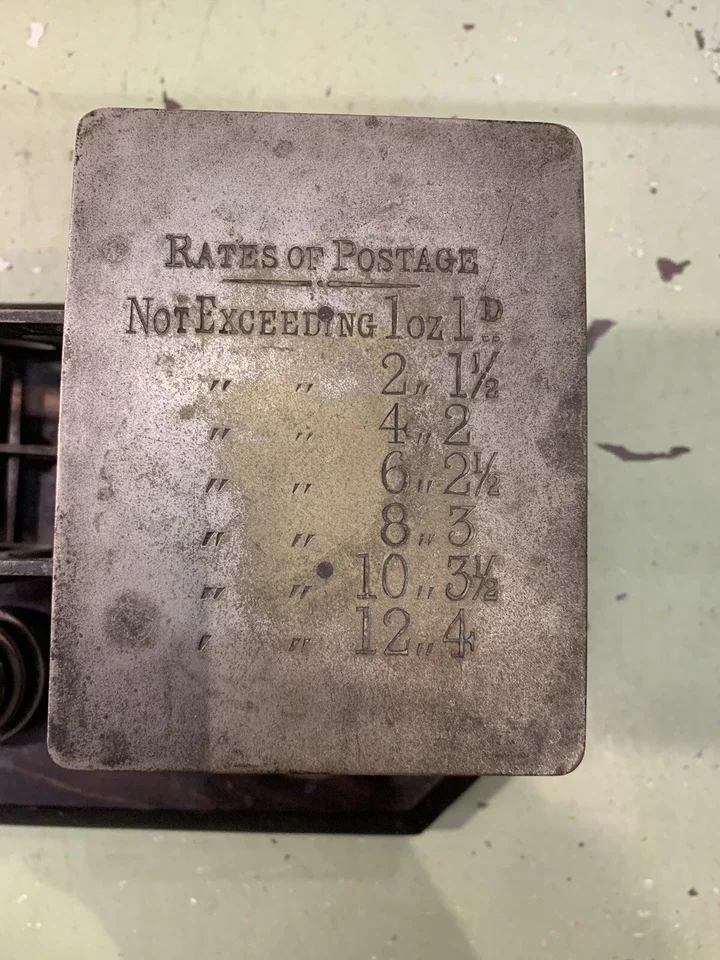 RATES OF POSTAGE
NOT EXCEEDING 1 OZ 1D
" " 2 " 1½
" " 4 " 2
" " 6 " 2½
" " 8 " 3
" " 10 " 3½
" " 12 " 4